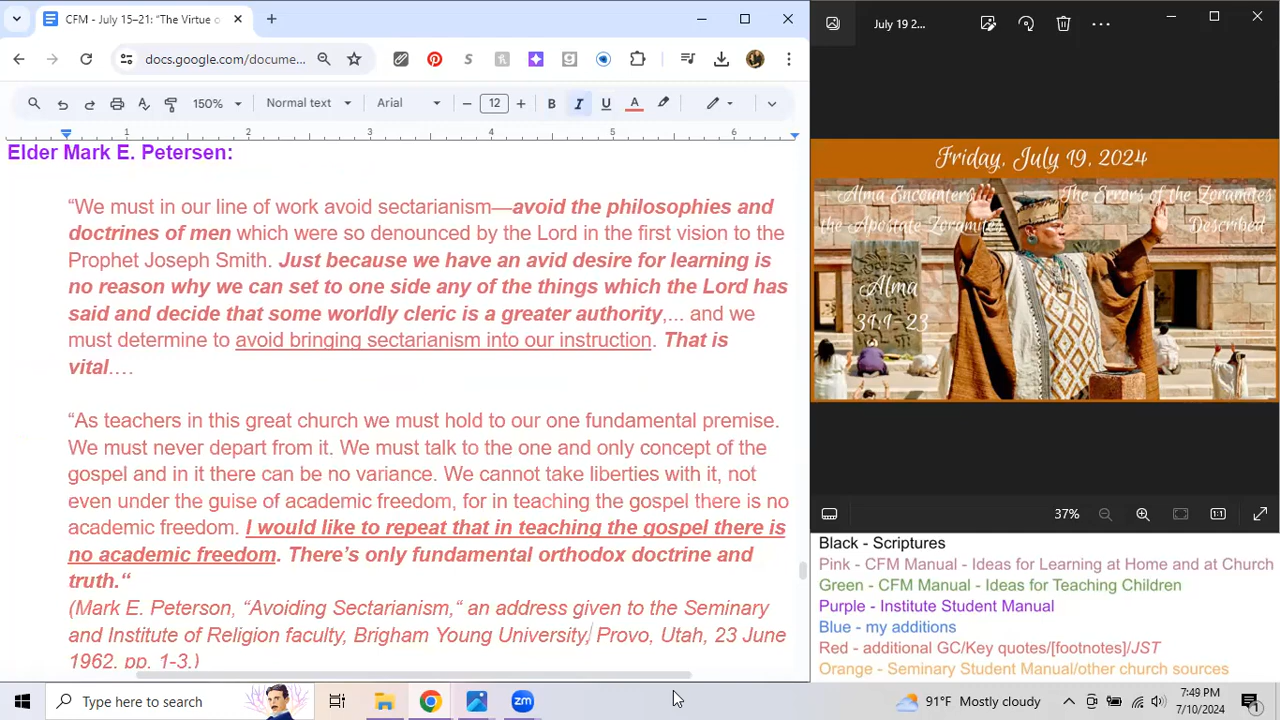 CFM - July 15–21: “The Virtue o
docs.google.com/docume...
150%
Normal text
Arial
12
B
I
U
A
1
2
3
4
5
6
Elder Mark E. Petersen:
“We must in our line of work avoid sectarianism—avoid the philosophies and
doctrines of men which were so denounced by the Lord in the first vision to the
Prophet Joseph Smith. Just because we have an avid desire for learning is
no reason why we can set to one side any of the things which the Lord has
said and decide that some worldly cleric is a greater authority,... and we
must determine to avoid bringing sectarianism into our instruction. That is
vital.…
“As teachers in this great church we must hold to our one fundamental premise.
We must never depart from it. We must talk to the one and only concept of the
gospel and in it there can be no variance. We cannot take liberties with it, not
even under the guise of academic freedom, for in teaching the gospel there is no
academic freedom. I would like to repeat that in teaching the gospel there is
no academic freedom. There’s only fundamental orthodox doctrine and
truth.“
(Mark E. Peterson, “Avoiding Sectarianism,“ an address given to the Seminary
and Institute of Religion faculty, Brigham Young University, Provo, Utah, 23 June
1962. pp. 1-3.)
July 19 2...
Friday, July 19, 2024
Alma Encounters
the Apostate Zoramites
The Errors of the Zoramites
Described
Alma
31:1-23
37%
1:1
Black - Scriptures
Pink - CFM Manual - Ideas for Learning at Home and at Church
Green - CFM Manual - Ideas for Teaching Children
Purple - Institute Student Manual
Blue - my additions
Red - additional GC/Key quotes/[footnotes]/JST
Orange - Seminary Student Manual/other church sources
Type here to search
zm
91°F Mostly cloudy
7:49 PM
7/10/2024
1